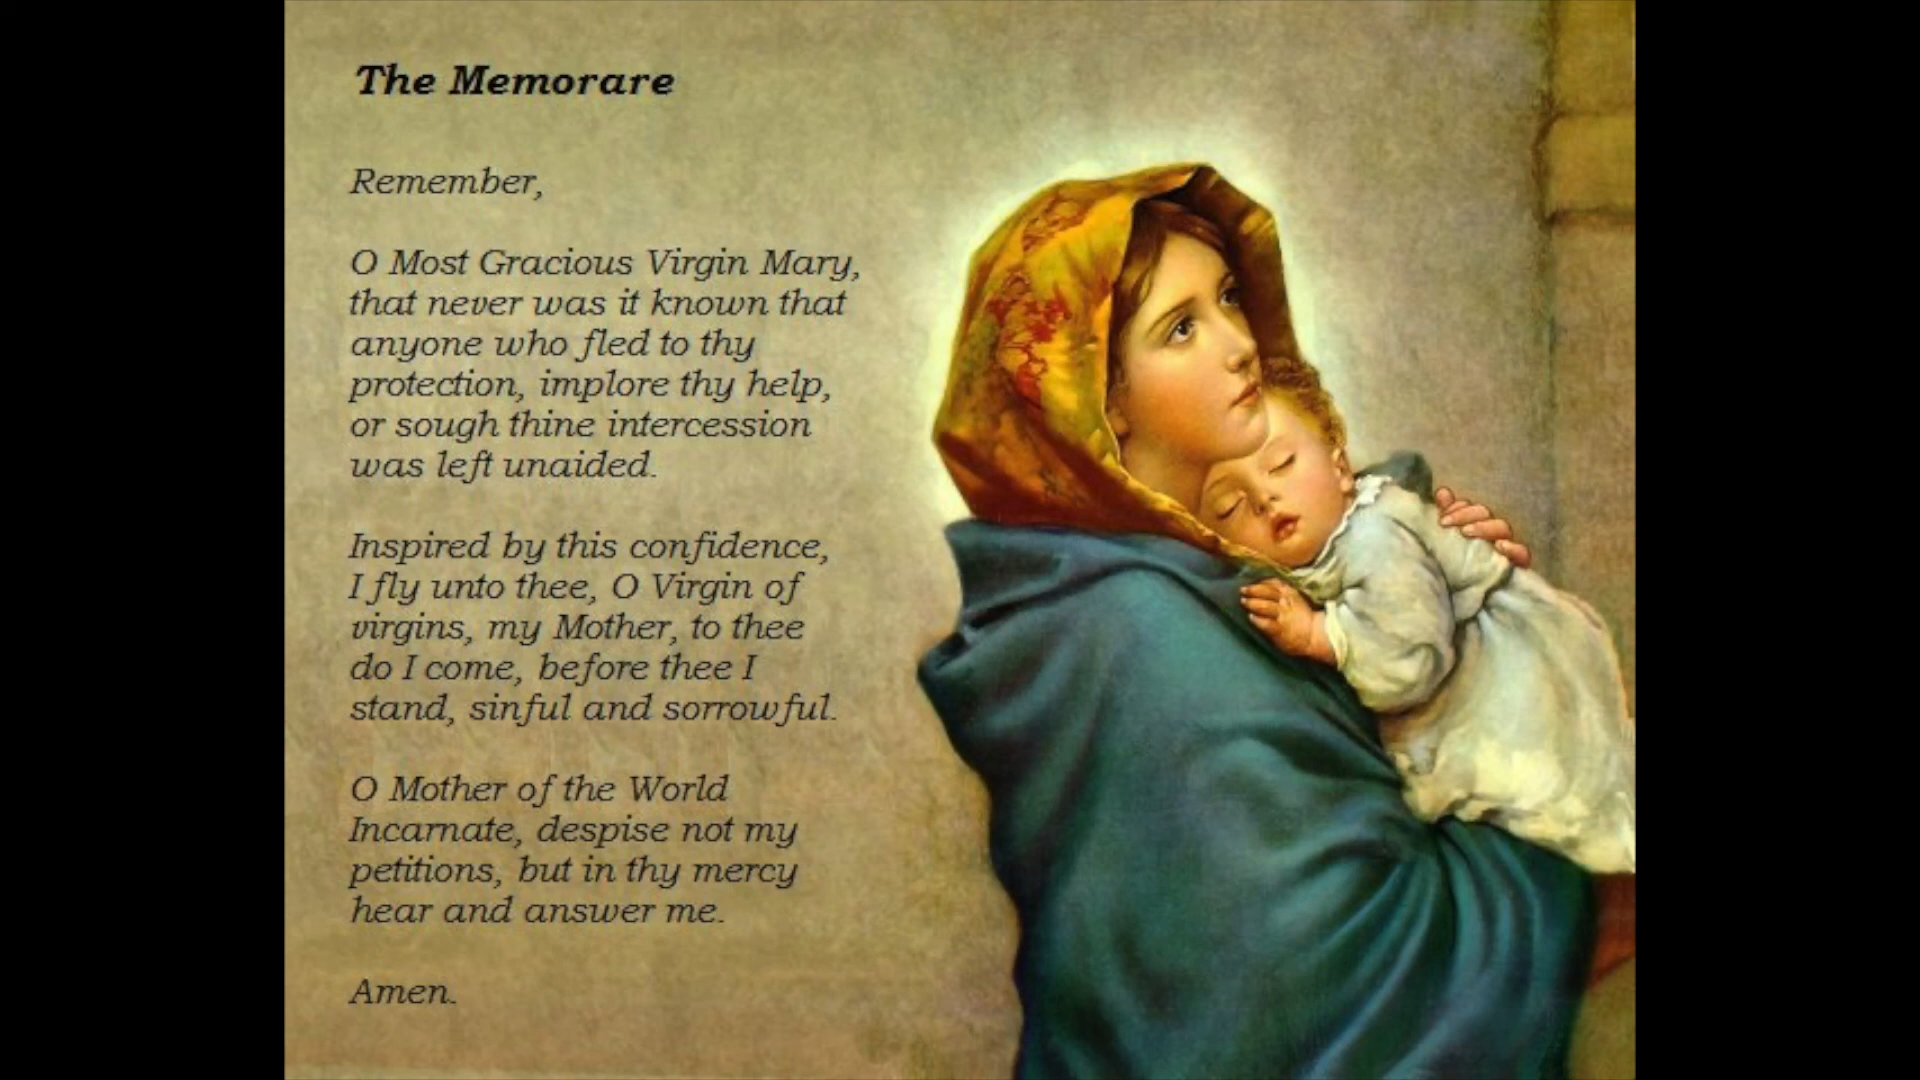 The Memorare
Remember,
O Most Gracious Virgin Mary,
that never was it known that
anyone who fled to thy
protection, implore thy help,
or sough thine intercession
was left unaided.
Inspired by this confidence,
I fly unto thee, O Virgin of
virgins, my Mother, to thee
do I come, before thee I
stand, sinful and sorrowful.
O Mother of the World
Incarnate, despise not my
petitions, but in thy mercy
hear and answer me.
Amen.